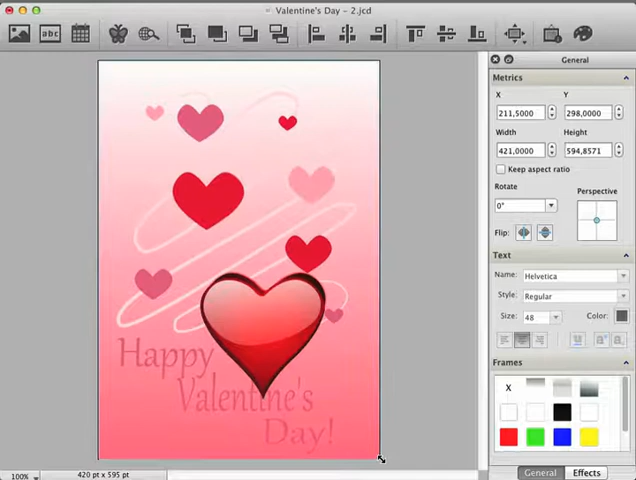 Valentine's Day - 2.jcd
abc
General
Metrics
X
Y
211,5000
298,0000
Width
Height
421,0000
594,8571
Keep aspect ratio
Rotate
Perspective
0°
Flip:
Text
Name:
Helvetica
Style:
Regular
Size:
48
Color:
Frames
X
Happy
Valentine's
Day!
100%
420 pt x 595 pt
General
Effects